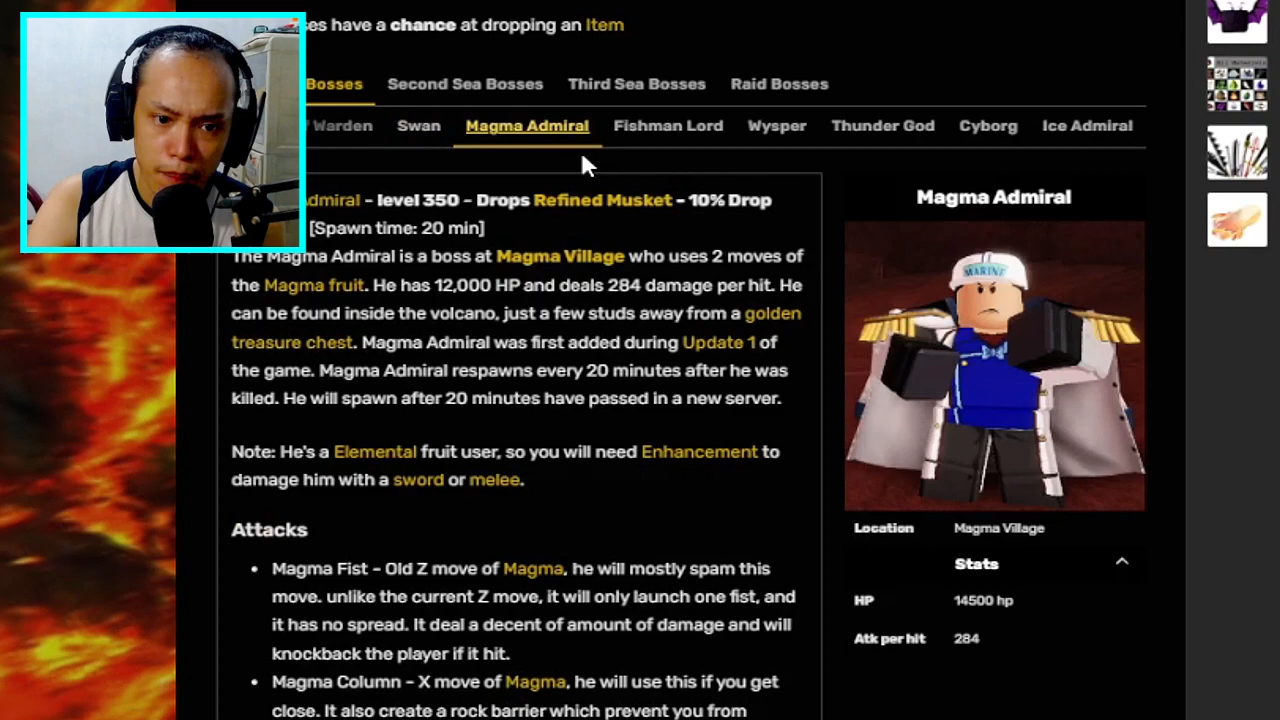 ses have a chance at dropping an Item
Bosses Second Sea Bosses Third Sea Bosses Raid Bosses
Warden Swan Magma Admiral Fishman Lord Wysper Thunder God Cyborg Ice Admiral
Admiral - level 350 - Drops Refined Musket - 10% Drop
[Spawn time: 20 min]
The Magma Admiral is a boss at Magma Village who uses 2 moves of
the Magma fruit. He has 12,000 HP and deals 284 damage per hit. He
can be found inside the volcano, just a few studs away from a golden
treasure chest. Magma Admiral was first added during Update 1 of
the game. Magma Admiral respawns every 20 minutes after he was
killed. He will spawn after 20 minutes have passed in a new server.
Note: He's a Elemental fruit user, so you will need Enhancement to
damage him with a sword or melee.
Attacks
• Magma Fist - Old Z move of Magma, he will mostly spam this
move. unlike the current Z move, it will only launch one fist, and
it has no spread. It deal a decent of amount of damage and will
knockback the player if it hit.
• Magma Column - X move of Magma, he will use this if you get
close. It also create a rock barrier which prevent you from
Magma Admiral
MARINE
Location Magma Village
Stats
HP 14500 hp
Atk per hit 284